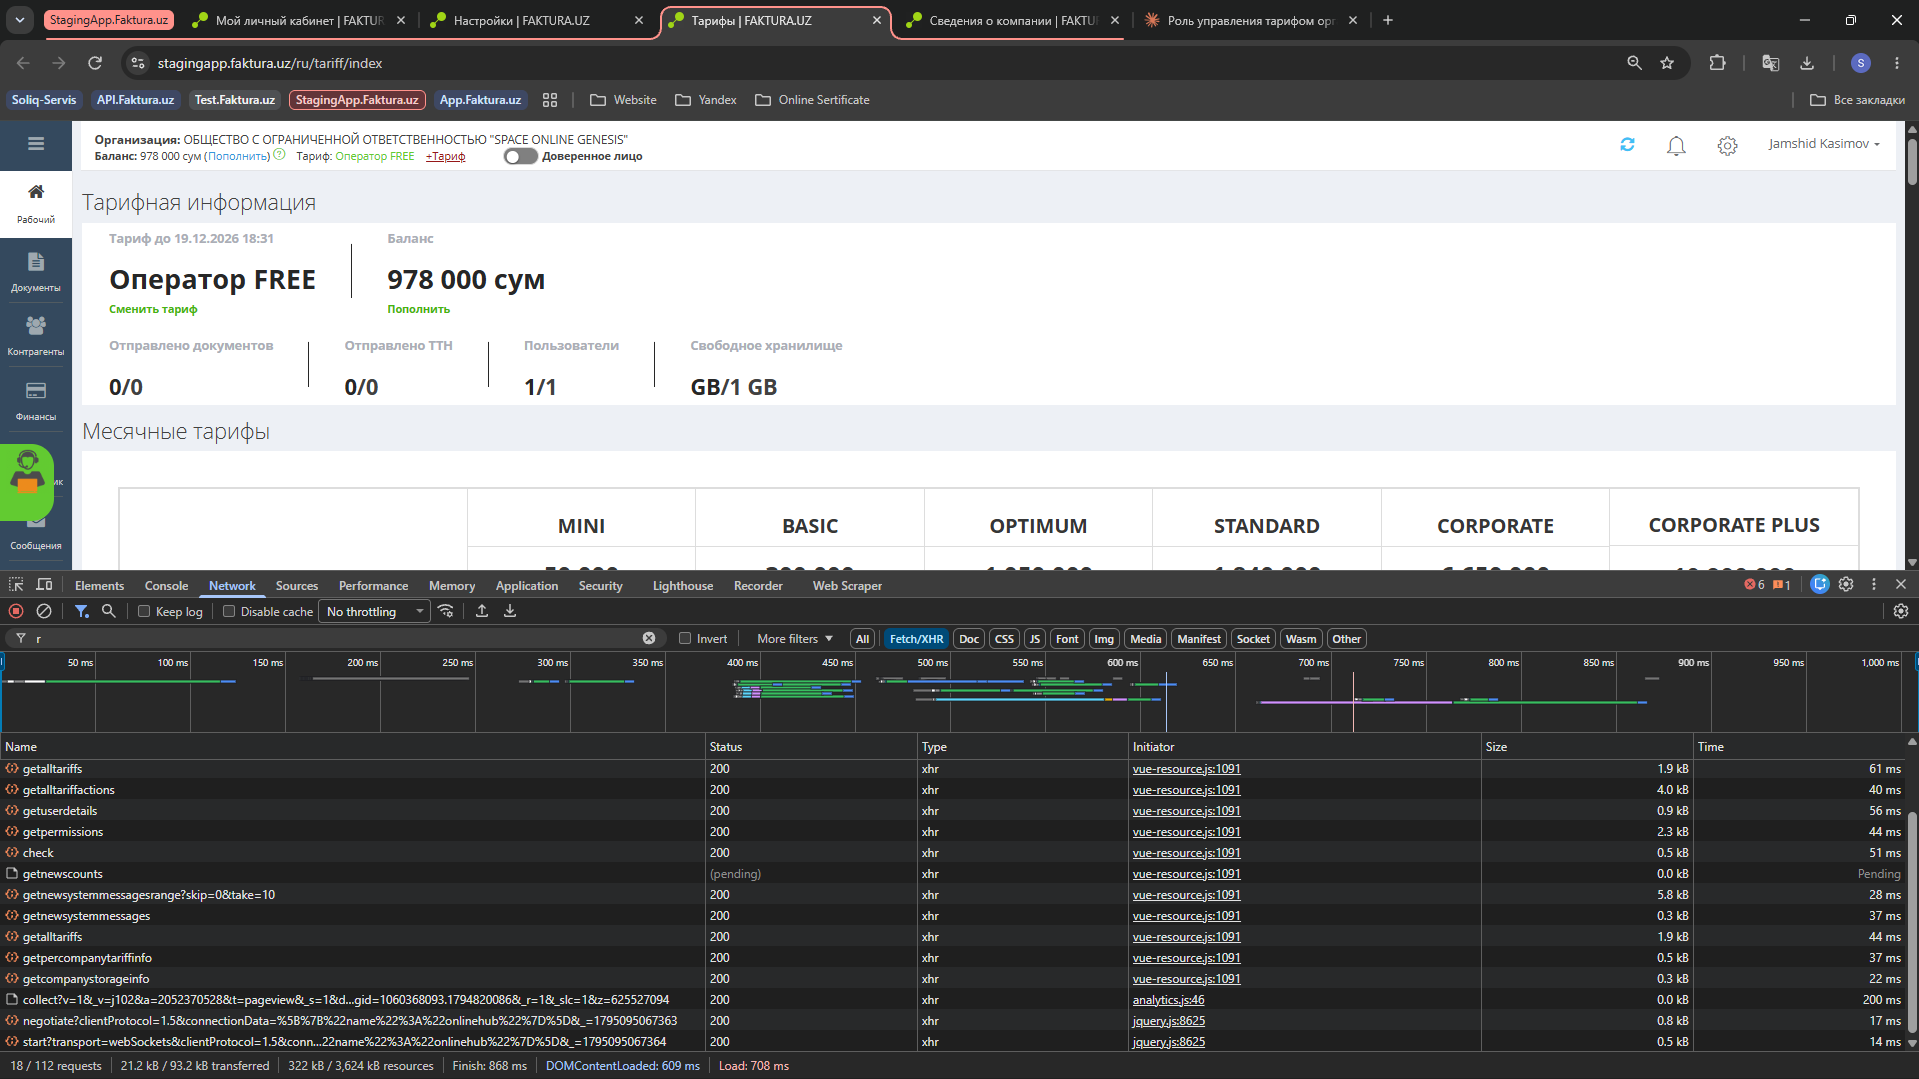 StagingApp.Faktura.uz
Мой личный кабинет | FAKTUR
Настройки | FAKTURA.UZ
Тарифы | FAKTURA.UZ
Сведения о компании | FAKTUR
Роль управления тарифом орг
stagingapp.faktura.uz/ru/tariff/index
S
Soliq-Servis
API.Faktura.uz
Test.Faktura.uz
StagingApp.Faktura.uz
App.Faktura.uz
Website
Yandex
Online Sertificate
Все закладки
Организация: ОБЩЕСТВО С ОГРАНИЧЕННОЙ ОТВЕТСТВЕННОСТЬЮ "SPACE ONLINE GENESIS"
Баланс: 978 000 сум (Пополнить) ? Тариф: Оператор FREE +Тариф Доверенное лицо
Jamshid Kasimov
Рабочий
Документы
Контрагенты
Финансы
ик
Сообщения
Тарифная информация
Тариф до 19.12.2026 18:31
Баланс
Оператор FREE
978 000 сум
Сменить тариф
Пополнить
Отправлено документов
Отправлено ТТН
Пользователи
Свободное хранилище
0/0
0/0
1/1
GB/1 GB
Месячные тарифы
MINI
BASIC
OPTIMUM
STANDARD
CORPORATE
CORPORATE PLUS
Elements
Console
Network
Sources
Performance
Memory
Application
Security
Lighthouse
Recorder
Web Scraper
6
1
Keep log
Disable cache
No throttling
r
Invert
More filters
All
Fetch/XHR
Doc
CSS
JS
Font
Img
Media
Manifest
Socket
Wasm
Other
50 ms
100 ms
150 ms
200 ms
250 ms
300 ms
350 ms
400 ms
450 ms
500 ms
550 ms
600 ms
650 ms
700 ms
750 ms
800 ms
850 ms
900 ms
950 ms
1,000 ms
Name Status Type Initiator Size Time
getalltariffs 200 xhr vue-resource.js:1091 1.9 kB 61 ms
getalltariffactions 200 xhr vue-resource.js:1091 4.0 kB 40 ms
getuserdetails 200 xhr vue-resource.js:1091 0.9 kB 56 ms
getpermissions 200 xhr vue-resource.js:1091 2.3 kB 44 ms
check 200 xhr vue-resource.js:1091 0.5 kB 51 ms
getnewscounts (pending) xhr vue-resource.js:1091 0.0 kB Pending
getnewsystemmessagesrange?skip=0&take=10 200 xhr vue-resource.js:1091 5.8 kB 28 ms
getnewsystemmessages 200 xhr vue-resource.js:1091 0.3 kB 37 ms
getalltariffs 200 xhr vue-resource.js:1091 1.9 kB 44 ms
getpercompanytariffinfo 200 xhr vue-resource.js:1091 0.5 kB 37 ms
getcompanystorageinfo 200 xhr vue-resource.js:1091 0.3 kB 22 ms
collect?v=1&_v=j102&a=2052370528&t=pageview&_s=1&d...gid=1060368093.1794820086&_r=1&_slc=1&z=625527094 200 xhr analytics.js:46 0.0 kB 200 ms
negotiate?clientProtocol=1.5&connectionData=%5B%7B%22name%22%3A%22onlinehub%22%7D%5D&_=1795095067363 200 xhr jquery.js:8625 0.8 kB 17 ms
start?transport=webSockets&clientProtocol=1.5&conn...22name%22%3A%22onlinehub%22%7D%5D&_=1795095067364 200 xhr jquery.js:8625 0.5 kB 14 ms
18 / 112 requests
21.2 kB / 93.2 kB transferred
322 kB / 3,624 kB resources
Finish: 868 ms
DOMContentLoaded: 609 ms
Load: 708 ms